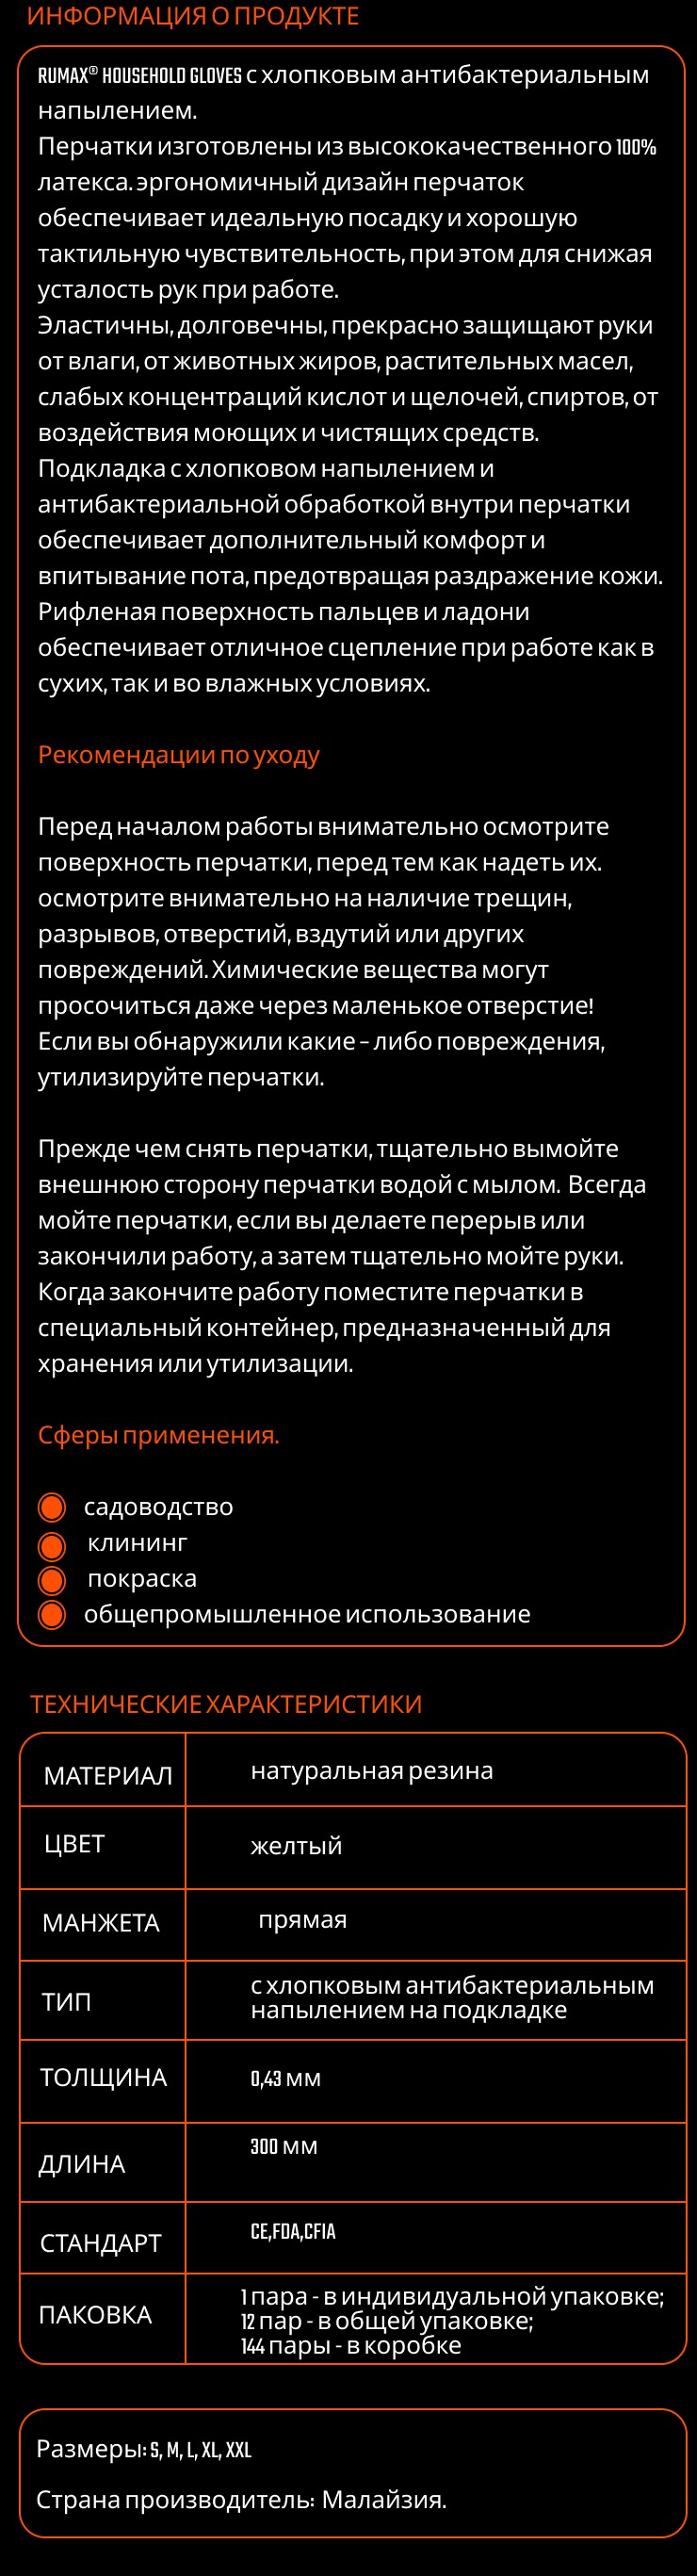 ИНФОРМАЦИЯ О ПРОДУКТЕ
RUMAX® HOUSEHOLD GLOVES с хлопковым антибактериальным
напылением.
Перчатки изготовлены из высококачественного 100%
латекса. эргономичный дизайн перчаток
обеспечивает идеальную посадку и хорошую
тактильную чувствительность, при этом для снижая
усталость рук при работе.
Эластичны, долговечны, прекрасно защищают руки
от влаги, от животных жиров, растительных масел,
слабых концентраций кислот и щелочей, спиртов, от
воздействия моющих и чистящих средств.
Подкладка с хлопковом напылением и
антибактериальной обработкой внутри перчатки
обеспечивает дополнительный комфорт и
впитывание пота, предотвращая раздражение кожи.
Рифленая поверхность пальцев и ладони
обеспечивает отличное сцепление при работе как в
сухих, так и во влажных условиях.
Рекомендации по уходу
Перед началом работы внимательно осмотрите
поверхность перчатки, перед тем как надеть их.
осмотрите внимательно на наличие трещин,
разрывов, отверстий, вздутий или других
повреждений. Химические вещества могут
просочиться даже через маленькое отверстие!
Если вы обнаружили какие – либо повреждения,
утилизируйте перчатки.
Прежде чем снять перчатки, тщательно вымойте
внешнюю сторону перчатки водой с мылом. Всегда
мойте перчатки, если вы делаете перерыв или
закончили работу, а затем тщательно мойте руки.
Когда закончите работу поместите перчатки в
специальный контейнер, предназначенный для
хранения или утилизации.
Сферы применения.
садоводство
клининг
покраска
общепромышленное использование
ТЕХНИЧЕСКИЕ ХАРАКТЕРИСТИКИ
МАТЕРИАЛ натуральная резина
ЦВЕТ желтый
МАНЖЕТА прямая
ТИП с хлопковым антибактериальным
напылением на подкладке
ТОЛЩИНА 0,43 мм
ДЛИНА 300 мм
СТАНДАРТ CE,FDA,CFIA
ПАКОВКА 1 пара - в индивидуальной упаковке;
12 пар - в общей упаковке;
144 пары - в коробке
Размеры: S, M, L, XL, XXL
Страна производитель: Малайзия.